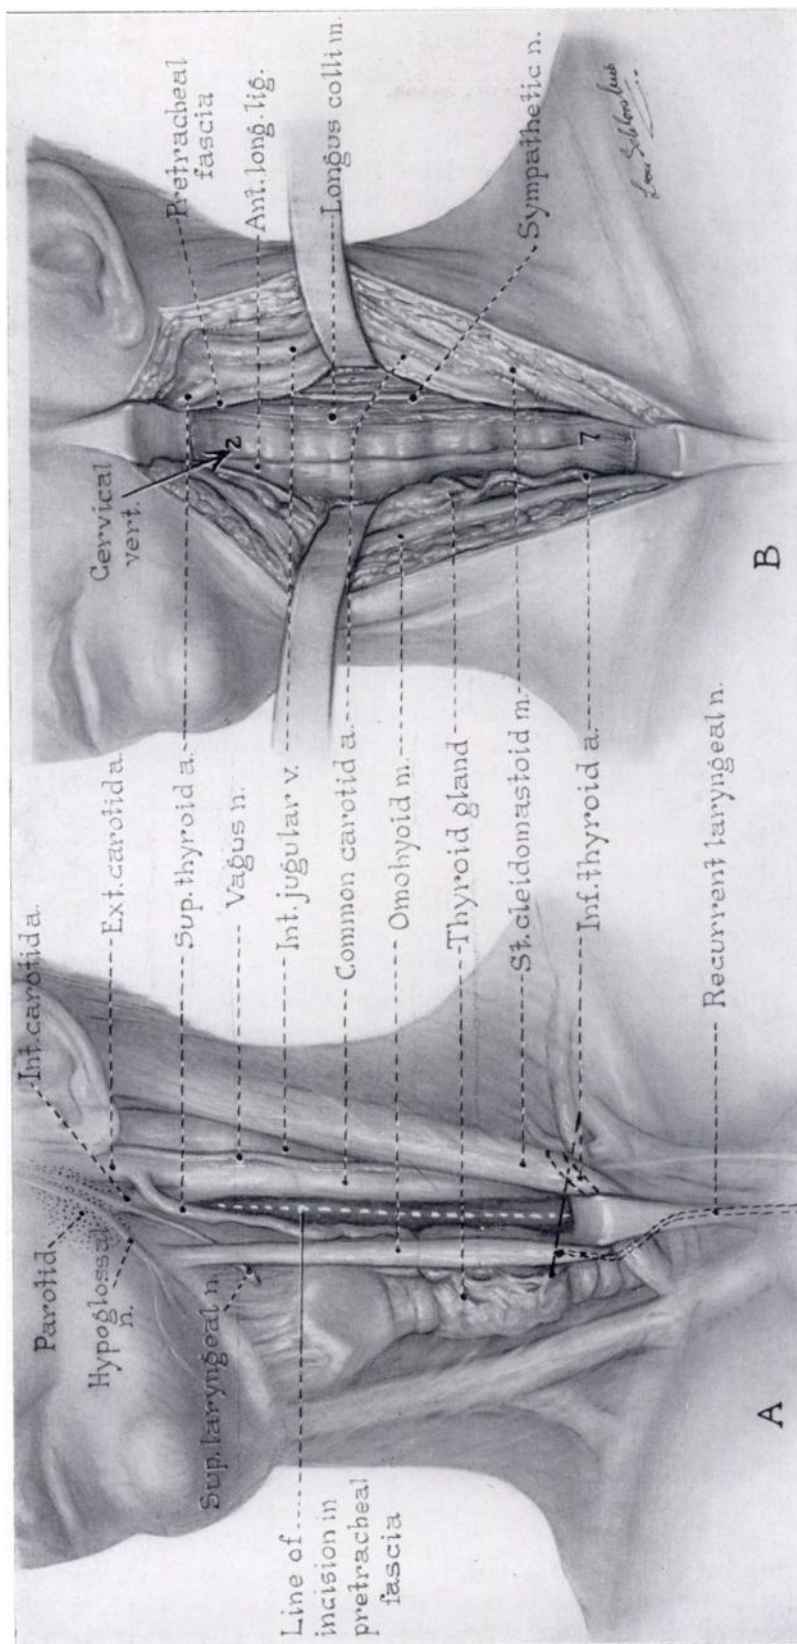 Parotid
Hypoglossal
n.
Int. carotid a.
Ext. carotid a.
Sup. thyroid a.
Vagus n.
Int. jugular v.
Common carotid a.
Omohyoid m.
Thyroid gland
St. cleidomastoid m.
Inf. thyroid a.
Recurrent laryngeal n.
Sup. laryngeal n.
Line of
incision in
pretracheal
fascia
A
Cervical
vert.
2
7
Pretracheal
fascia
Ant. long. lig.
Longus colli m.
Sympathetic n.
B